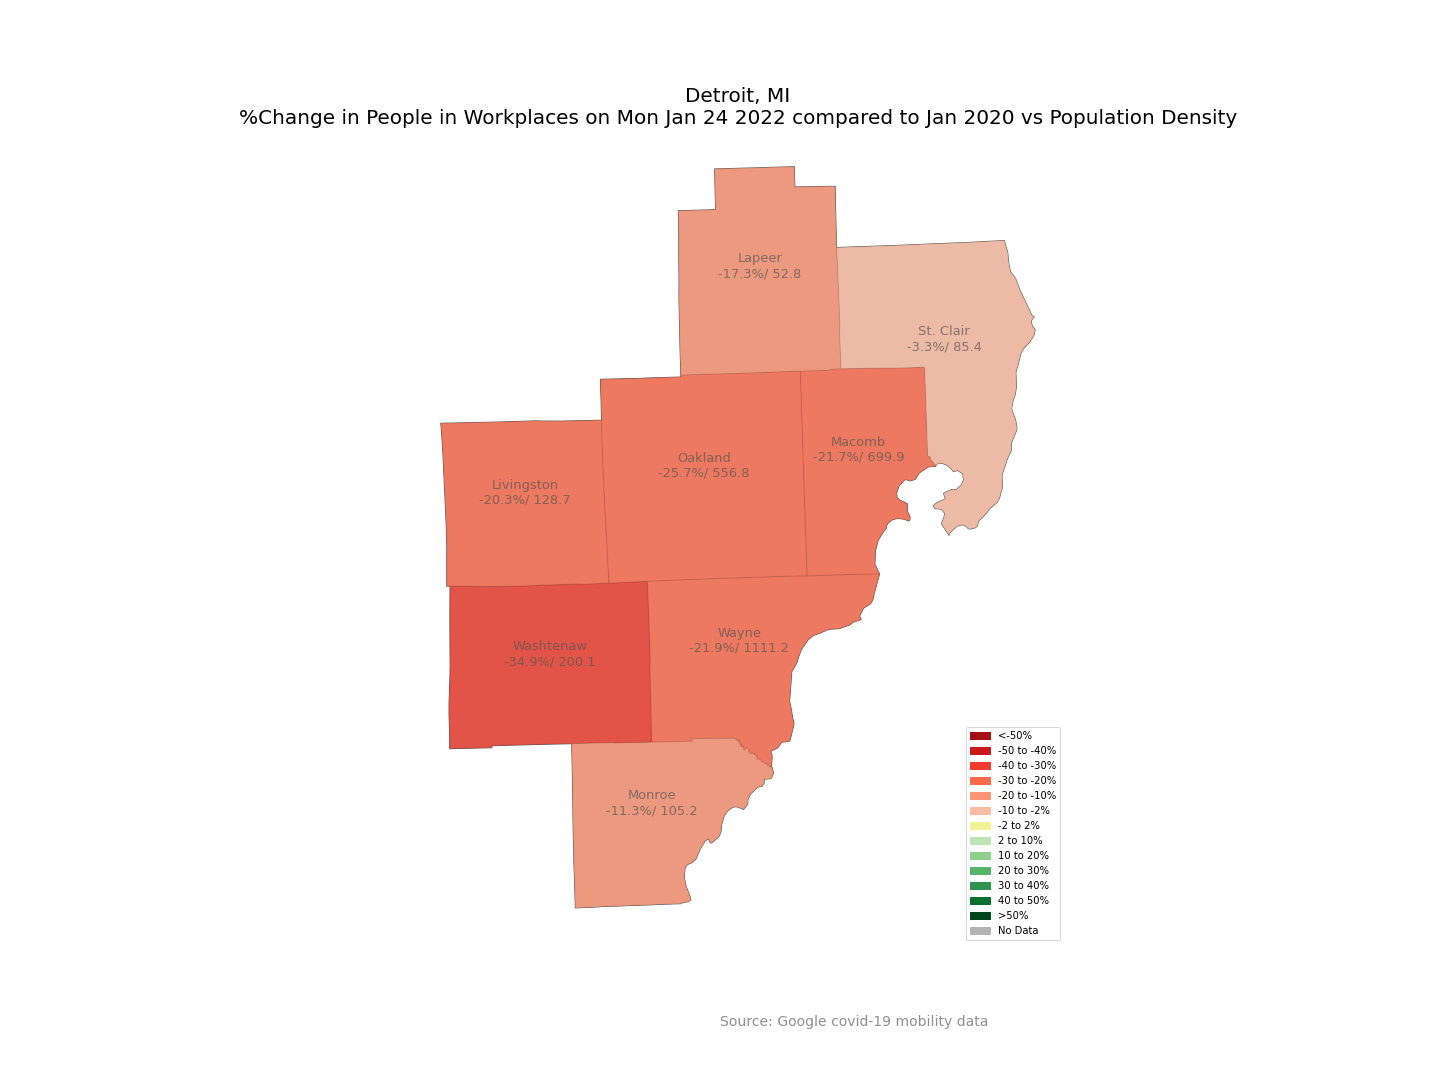 Detroit, MI
%Change in People in Workplaces on Mon Jan 24 2022 compared to Jan 2020 vs Population Density
Lapeer
-17.3%/ 52.8
St. Clair
-3.3%/ 85.4
Macomb
-21.7%/ 699.9
Oakland
-25.7%/ 556.8
Livingston
-20.3%/ 128.7
Wayne
-21.9%/ 1111.2
Washtenaw
-34.9%/ 200.1
Monroe
-11.3%/ 105.2
<-50%
-50 to -40%
-40 to -30%
-30 to -20%
-20 to -10%
-10 to -2%
-2 to 2%
2 to 10%
10 to 20%
20 to 30%
30 to 40%
40 to 50%
>50%
No Data
Source: Google covid-19 mobility data